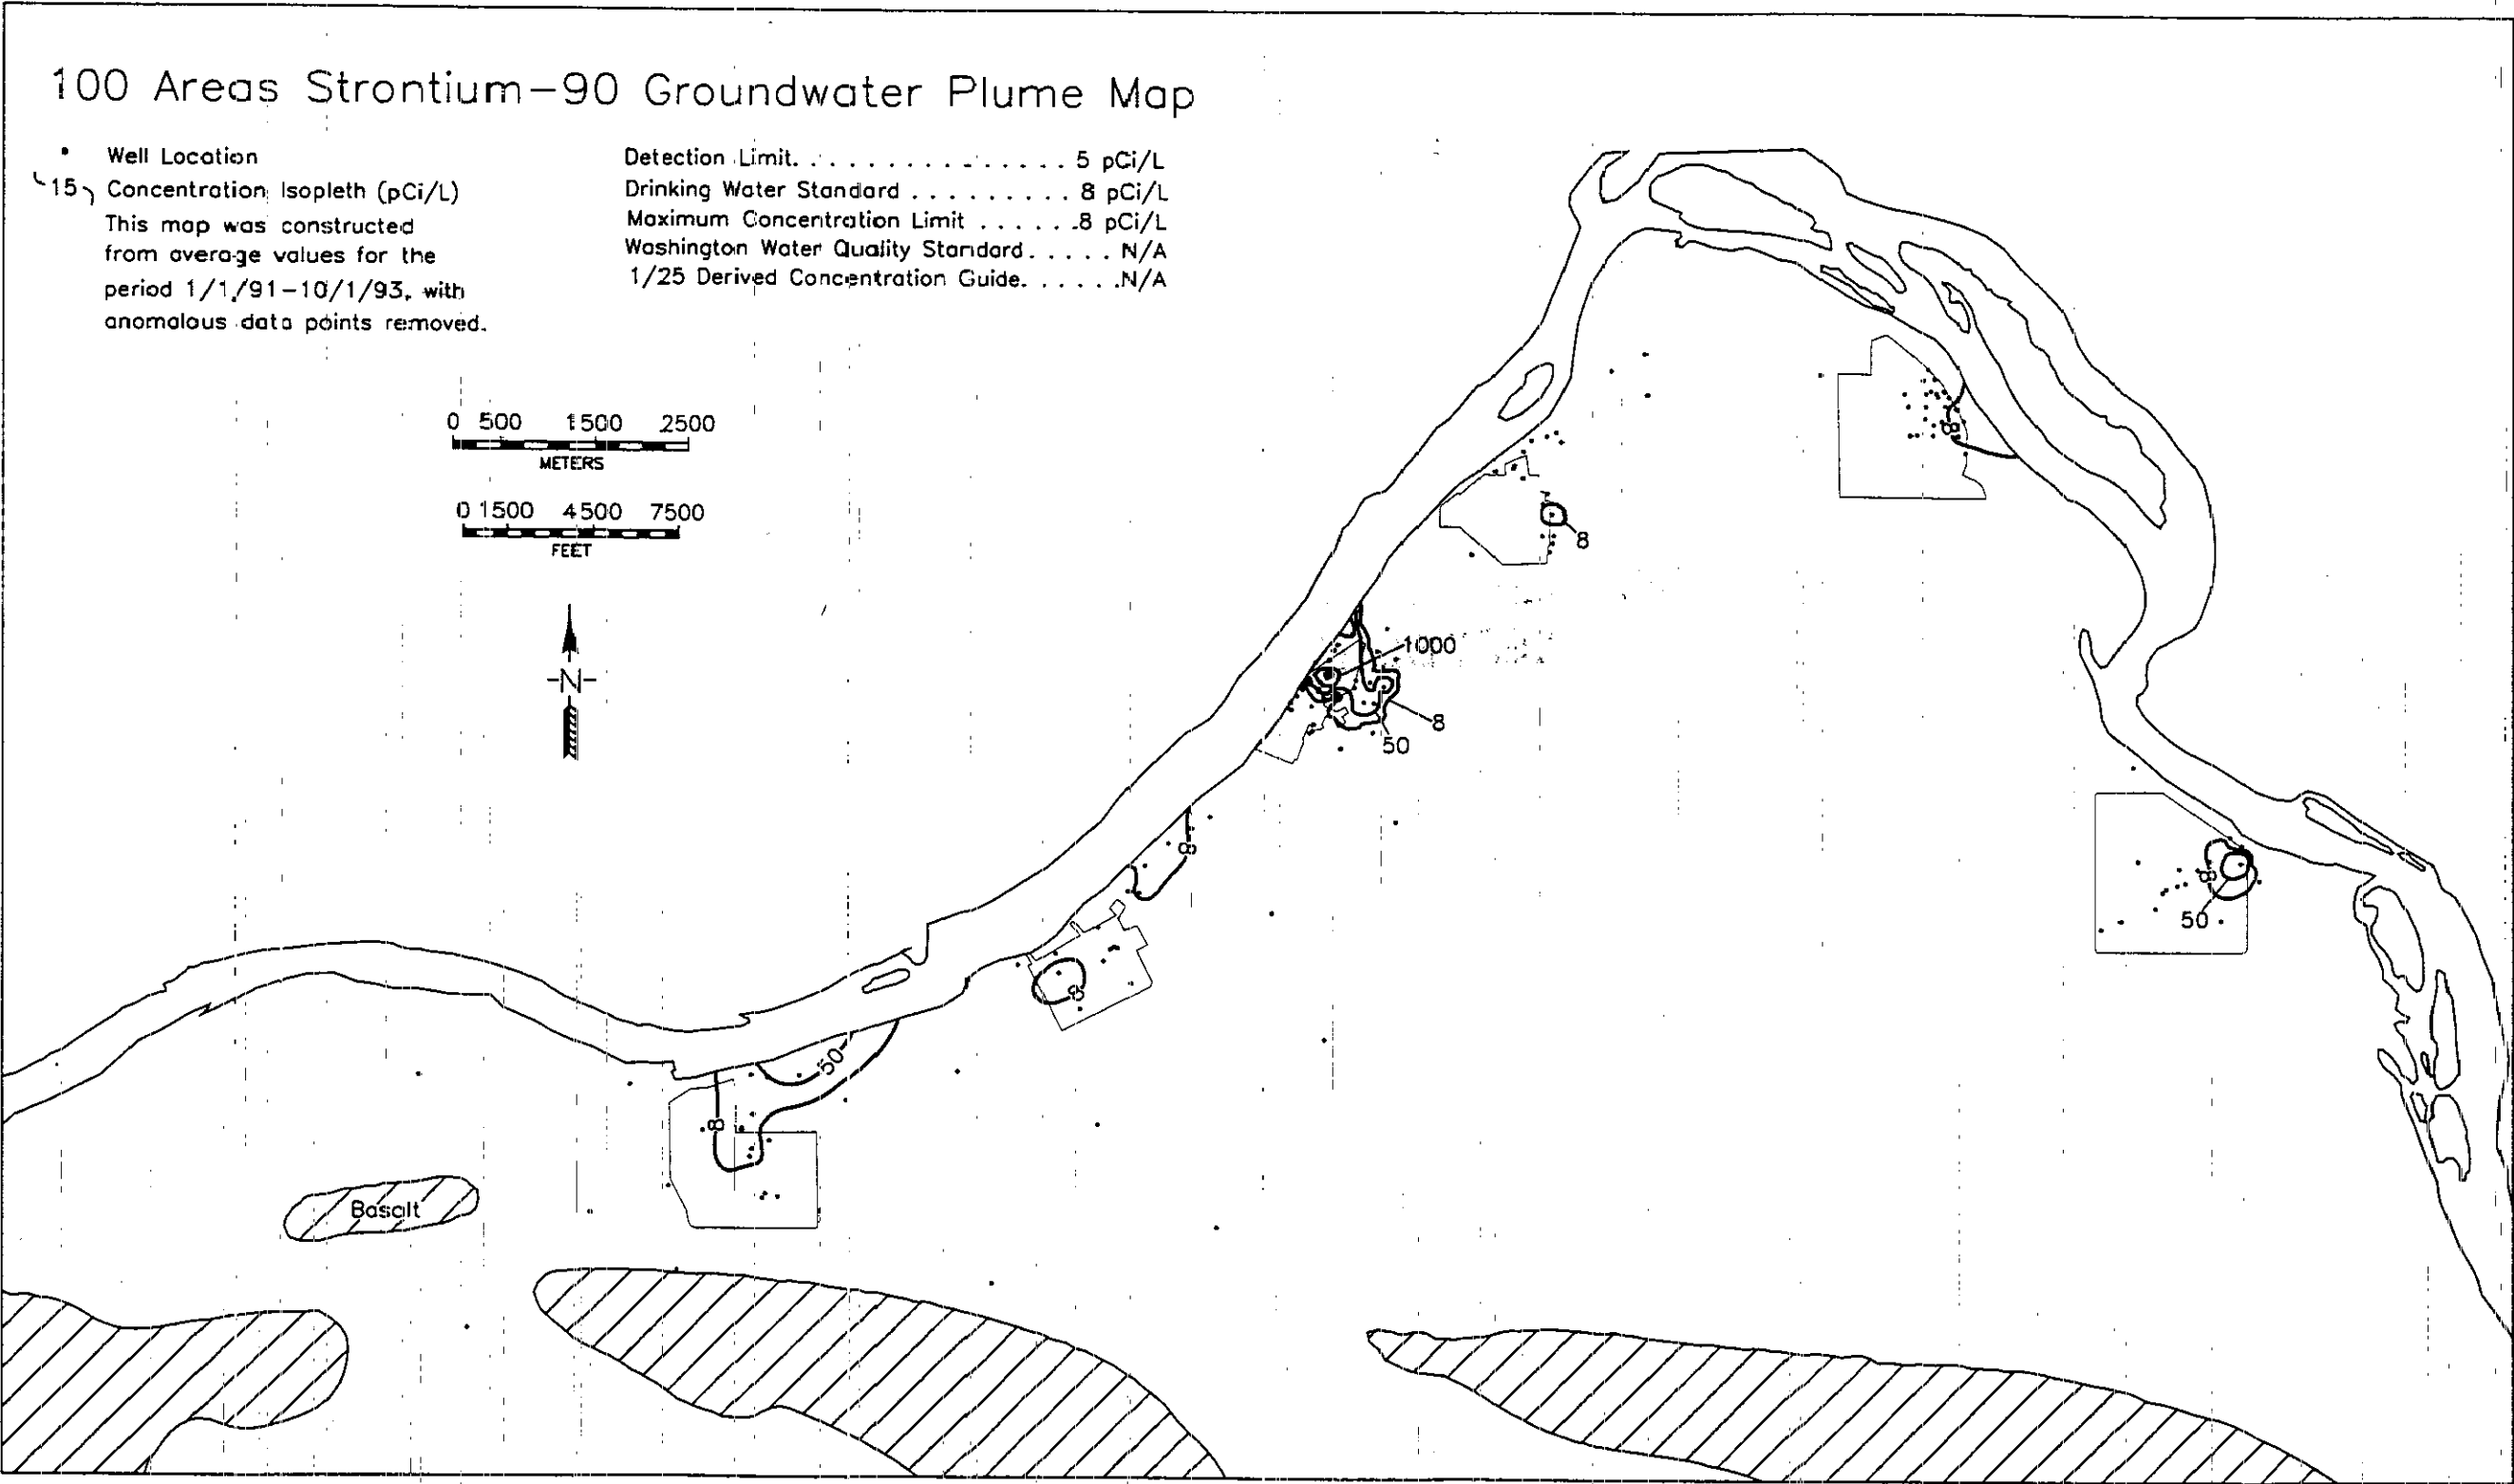 100 Areas Strontium-90 Groundwater Plume Map
• Well Location
15 Concentration Isopleth (pCi/L)
This map was constructed
from average values for the
period 1/1/91-10/1/93, with
anomalous data points removed.
Detection Limit. . . . . . . . . . . . . . . 5 pCi/L
Drinking Water Standard . . . . . . . . . 8 pCi/L
Maximum Concentration Limit . . . . . . 8 pCi/L
Washington Water Quality Standard. . . . . N/A
1/25 Derived Concentration Guide. . . . . . N/A
0 500 1500 2500
METERS
0 1500 4500 7500
FEET
-N-
8
8
1000
8
50
8
8
50
8
50
8
Basalt